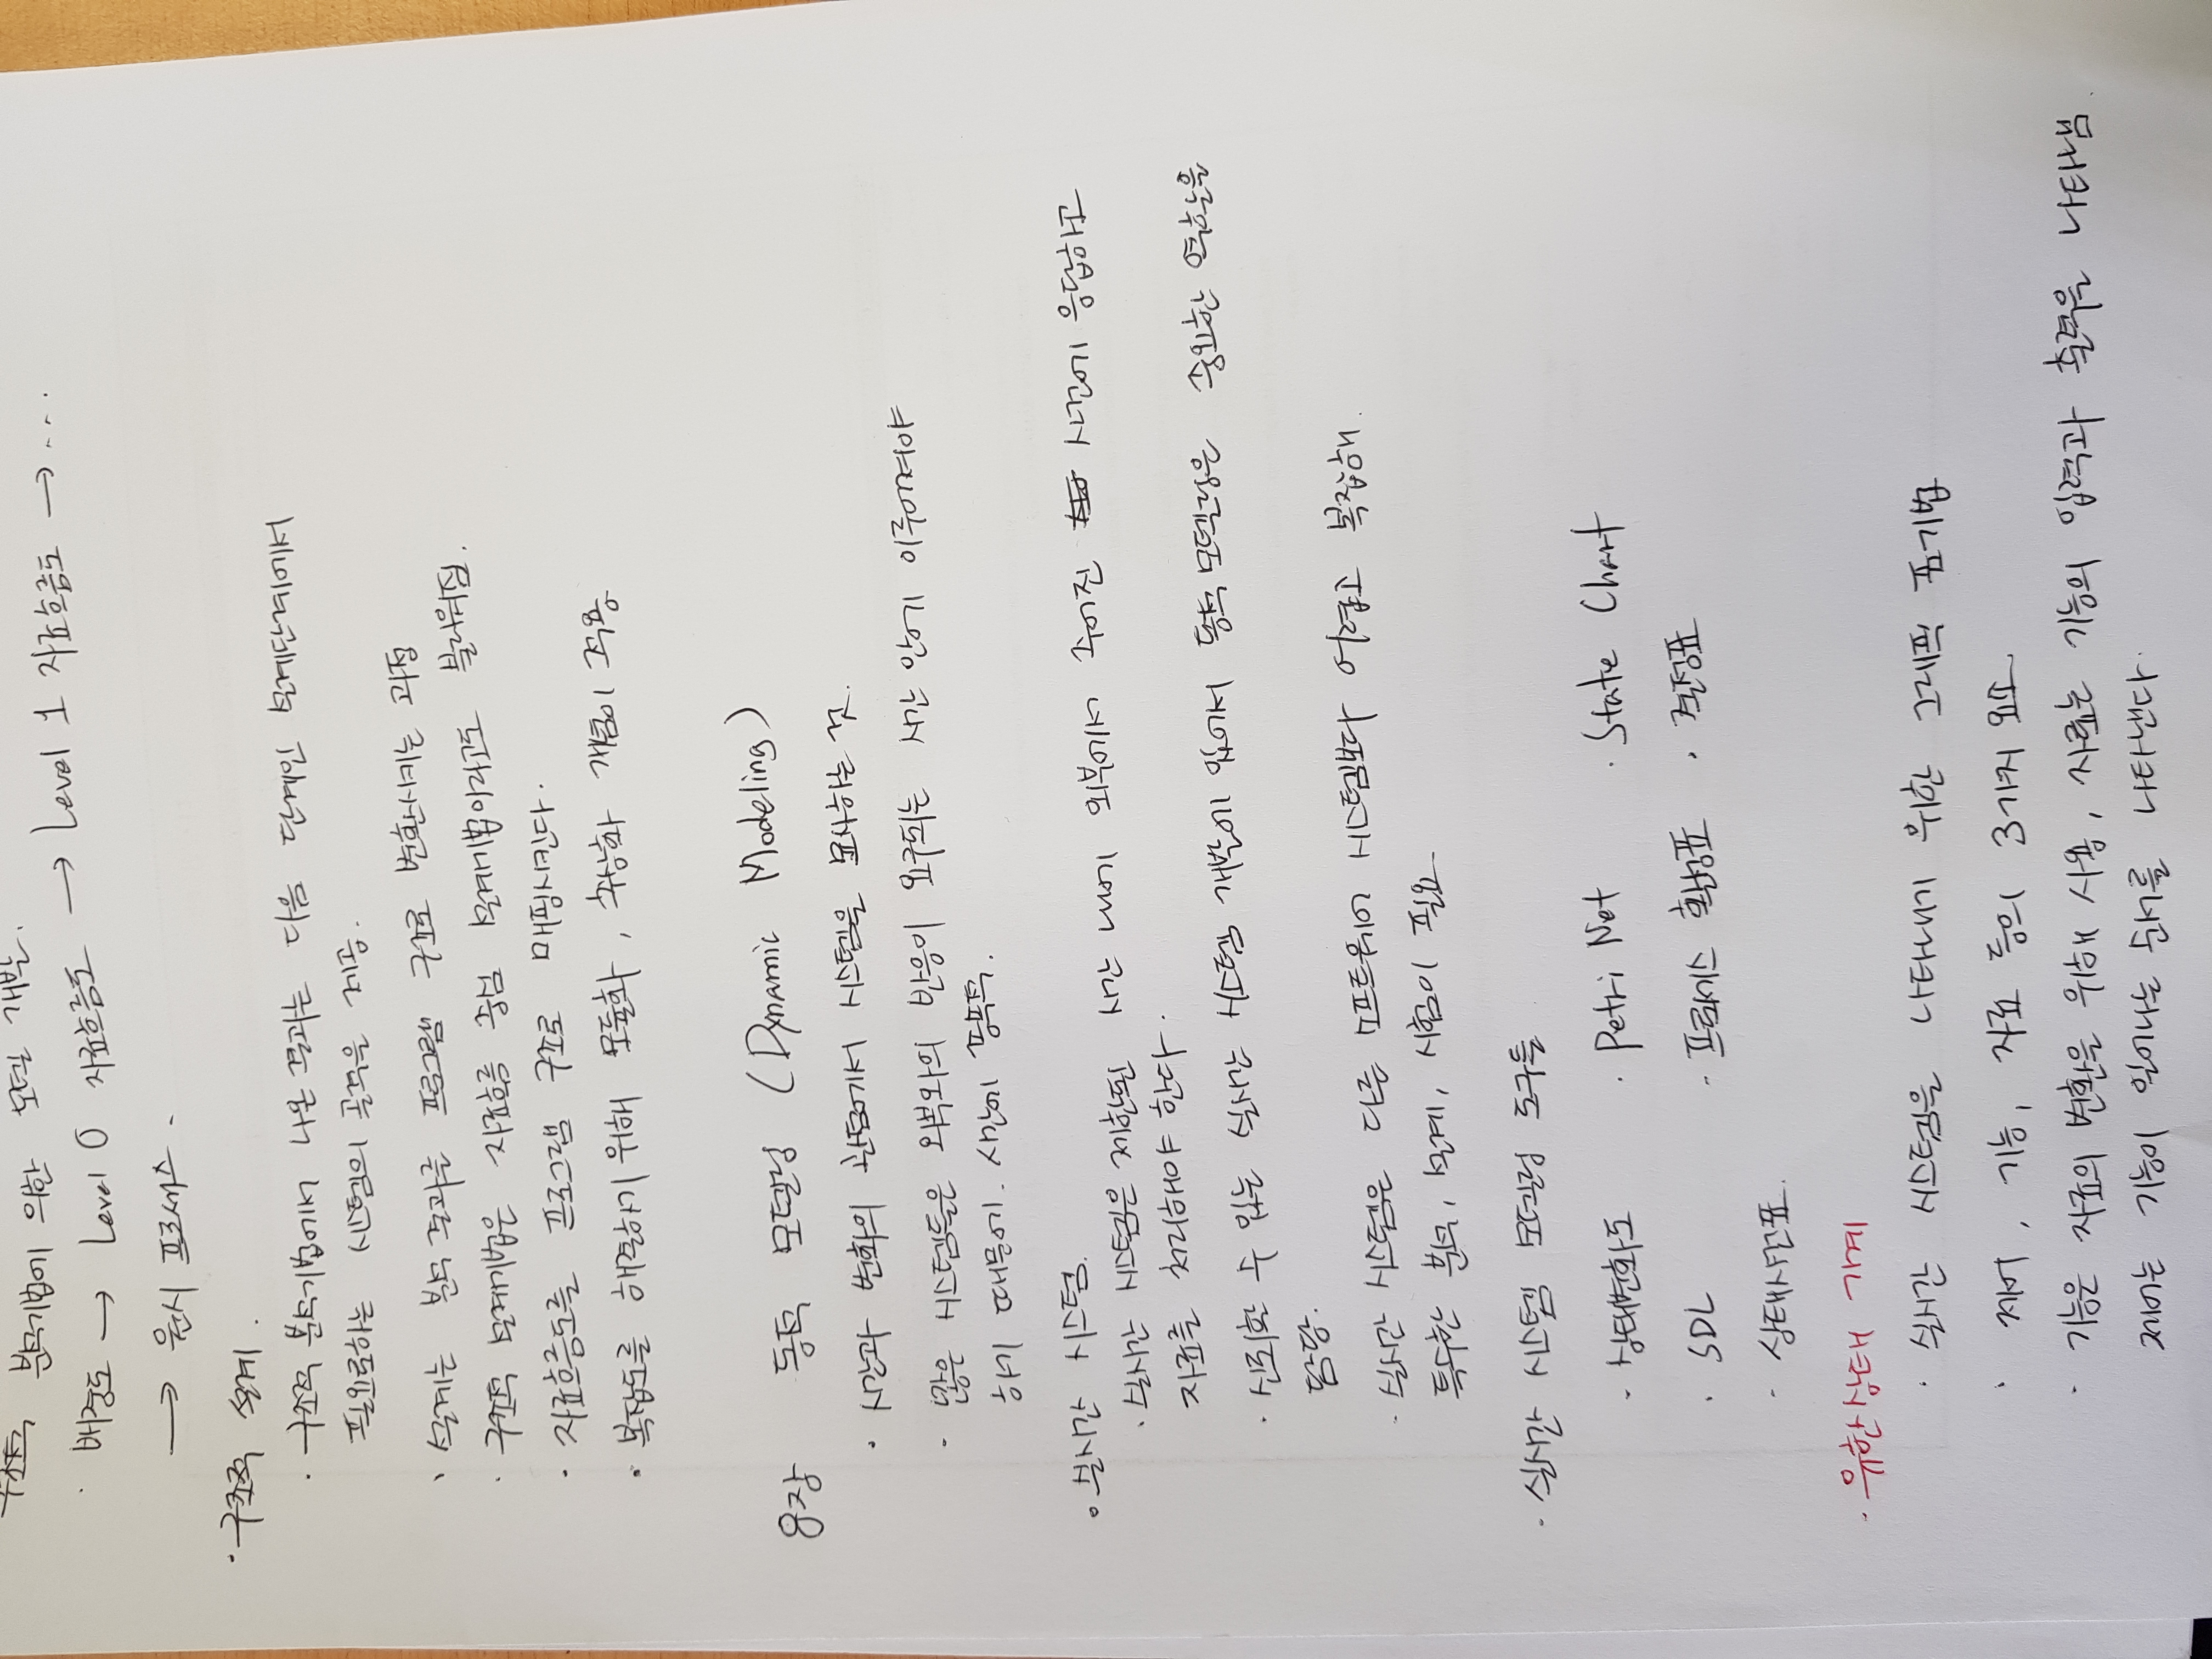 구조적 분석기법에 의한 모델 개발.
· 배경도 → Level 0 자료흐름도 → Level 1 자료흐름도 → ...
→ 원시 프로세스.
· 구조적 설계.
· 구조적 분석기법에서 나온 결과는 다음 단계인 설계단계에서
필요로하는 시스템의 골격을 제공.
· 설계는 분석 결과를 프로그램 구조로 변환시키는 과정
· 구조적 설계기법은 자료흐름 중심 설계기법이라고도 불리워짐.
· 자료흐름도를 프로그램 구조로 매핑시킨다.
· 복잡도를 해결하기 위해 모듈화, 추상화 개념이 적용
8장 동적 모델링 (Dynamic Modeling)
· 시간과 변화의 관점에서 시스템을 묘사하는 것.
· 많은 시스템들은 외부와의 반응이 요구되는 시간 안에 이루어져야
하기 때문에. 시간에 종속적.
· 실시간 시스템.
· 실시간 시스템은 제한된 시간 내에 외부에서 주어진 사건에 응답하고
자료를 처리해야 한다.
· 신뢰할 수 있는 실시간 시스템 개발에 있어서 동적 모델링은 중요한 역할을
담당.
· 실시간 시스템은 다른 소프트웨어 시스템보다 어렵고 복잡해.
특수한 분석, 설계, 시험이 필요
· 실시간 시스템 모델링 도구들
· 상태변화도 · Petri Net · State Chart
· SDL · 프로세스 활성표 · 결정표
· 상태사건표.
· 유한상태 기계
· 실시간 시스템을 나타내기 위한 그래픽 표기법
· 제어, 기능, 자료 등의 3가지 요소
· 기능은 자료의 변환을 위해 사용, 자료는 기능의 입력과 출력을 나타냄.
제어는 기능이 일어나는 순서를 나타낸다.